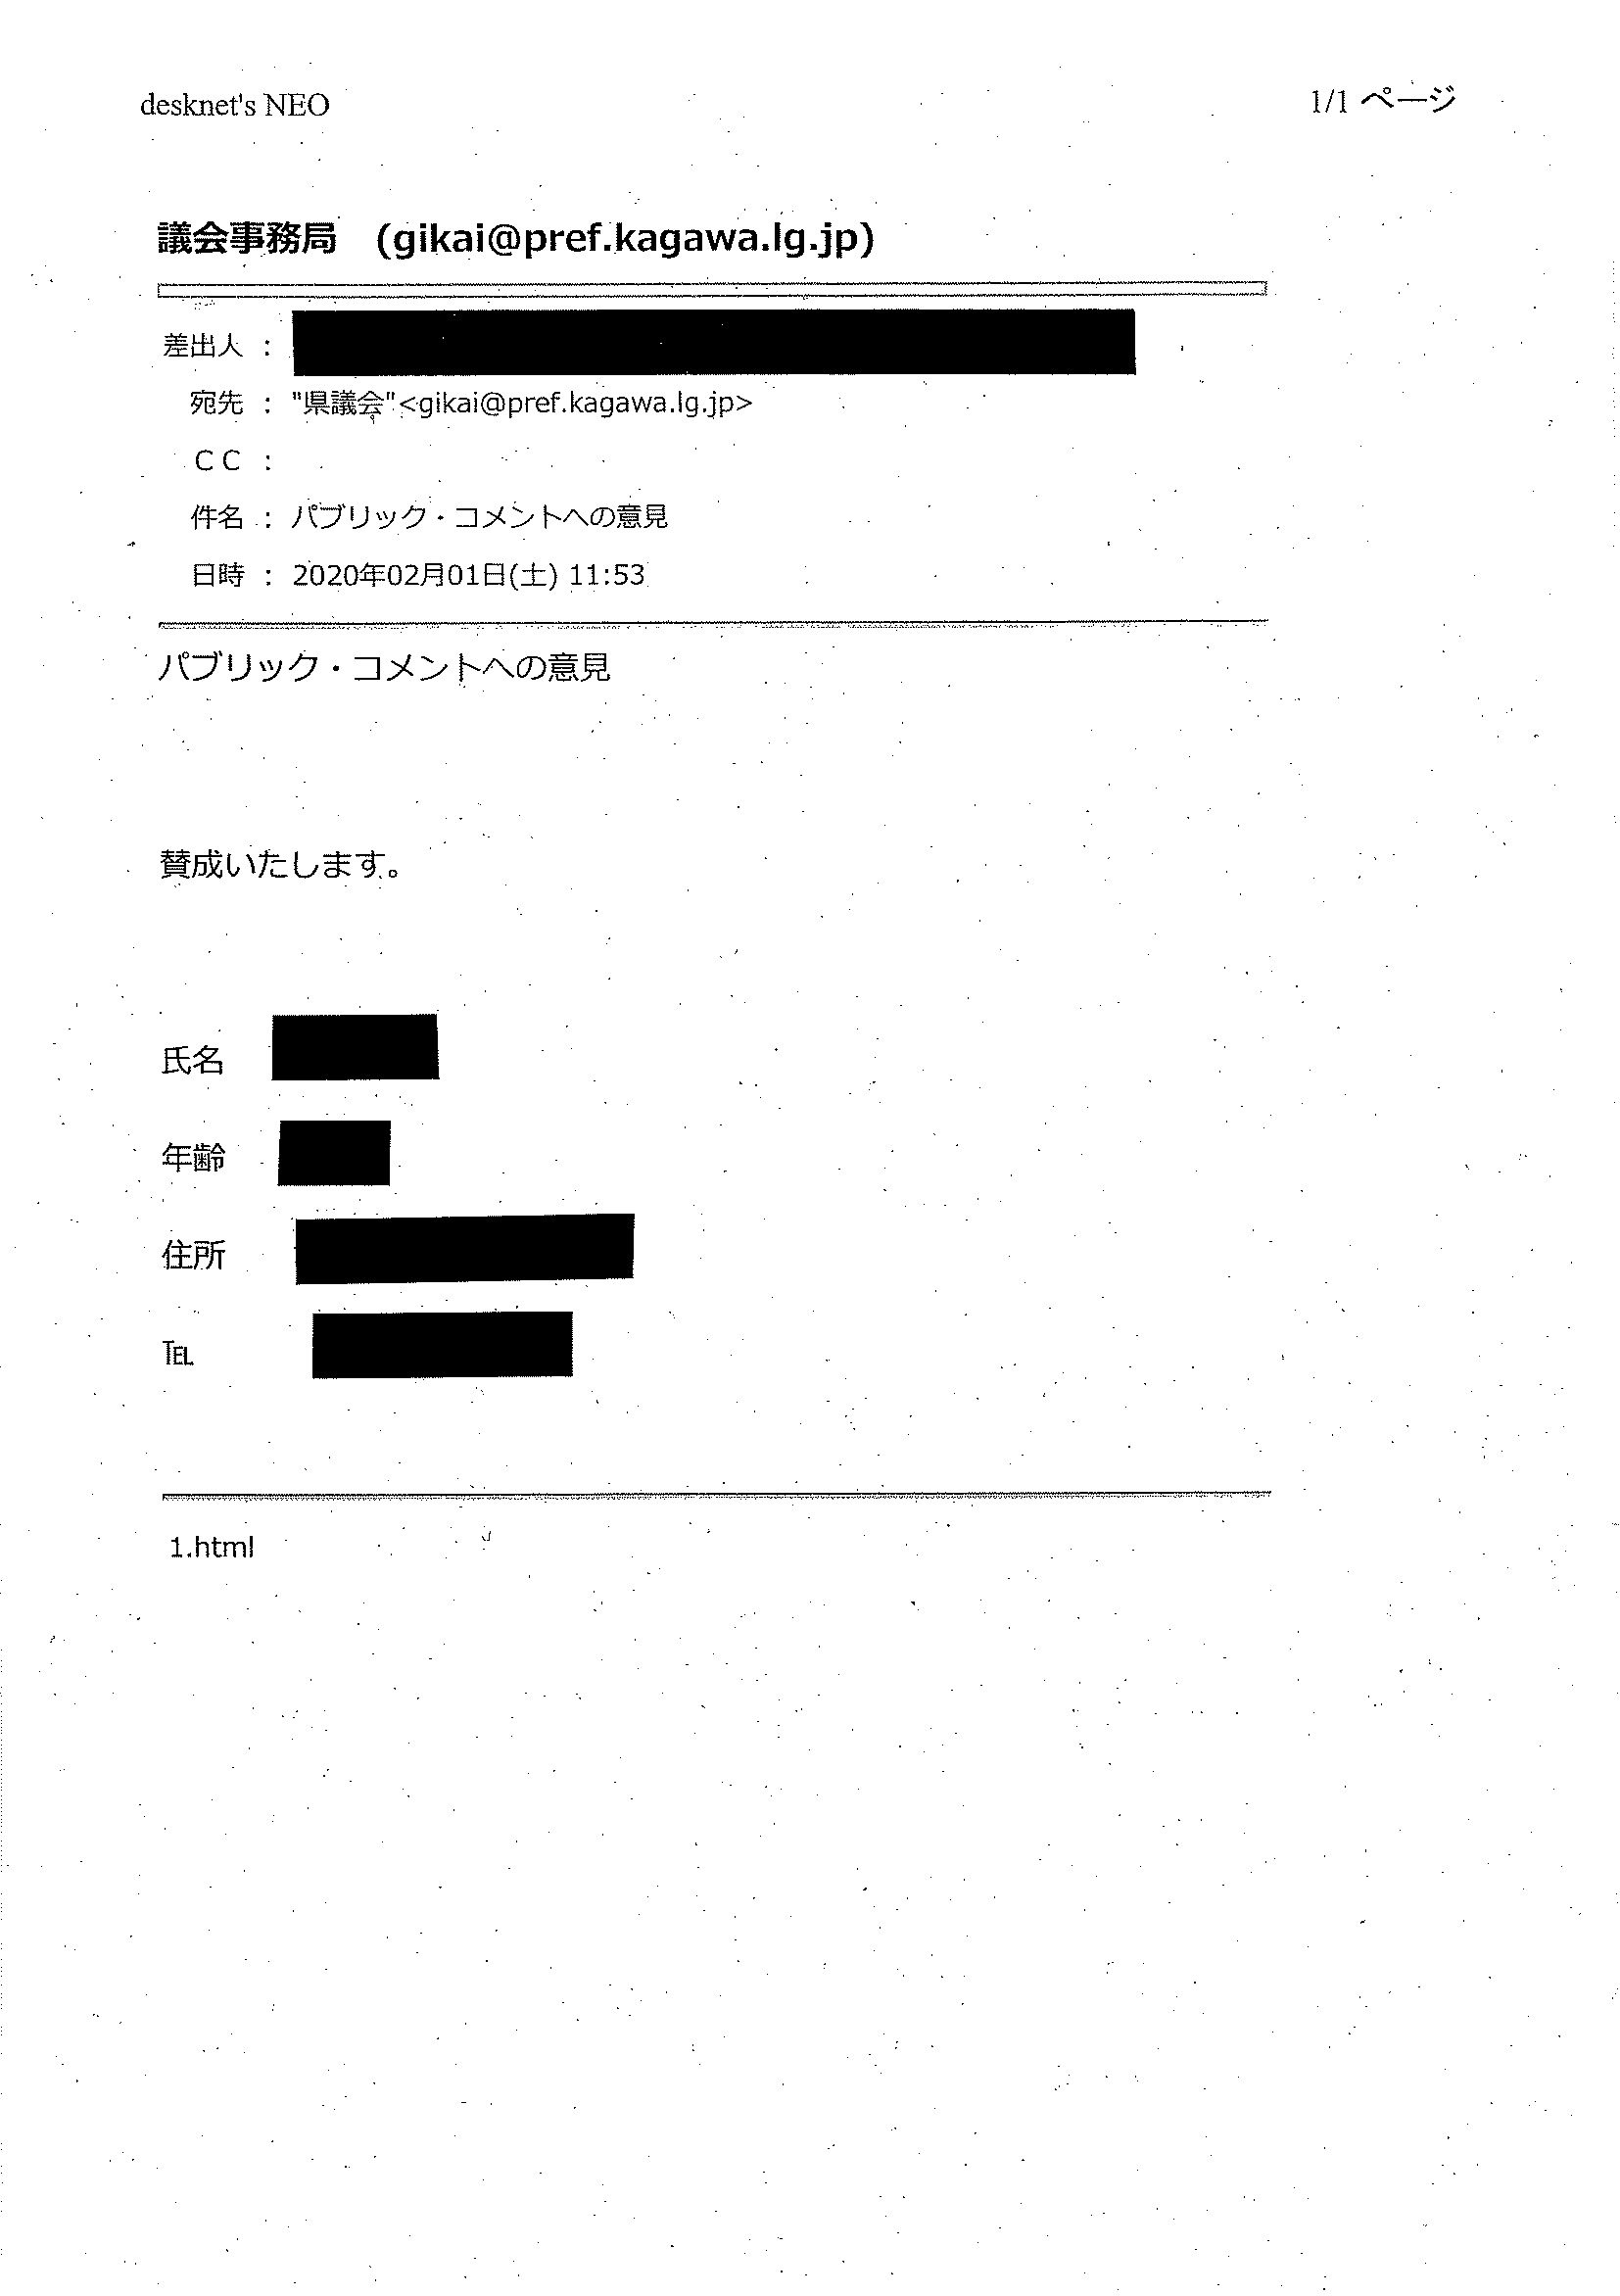 desknet's NEO
1/1 ページ
議会事務局 (gikai@pref.kagawa.lg.jp)
差出人 :
宛先 : "県議会"<gikai@pref.kagawa.lg.jp>
ＣＣ :
件名 : パブリック・コメントへの意見
日時 : 2020年02月01日(土) 11:53
パブリック・コメントへの意見
賛成いたします。
氏名
年齢
住所
℡
1.html